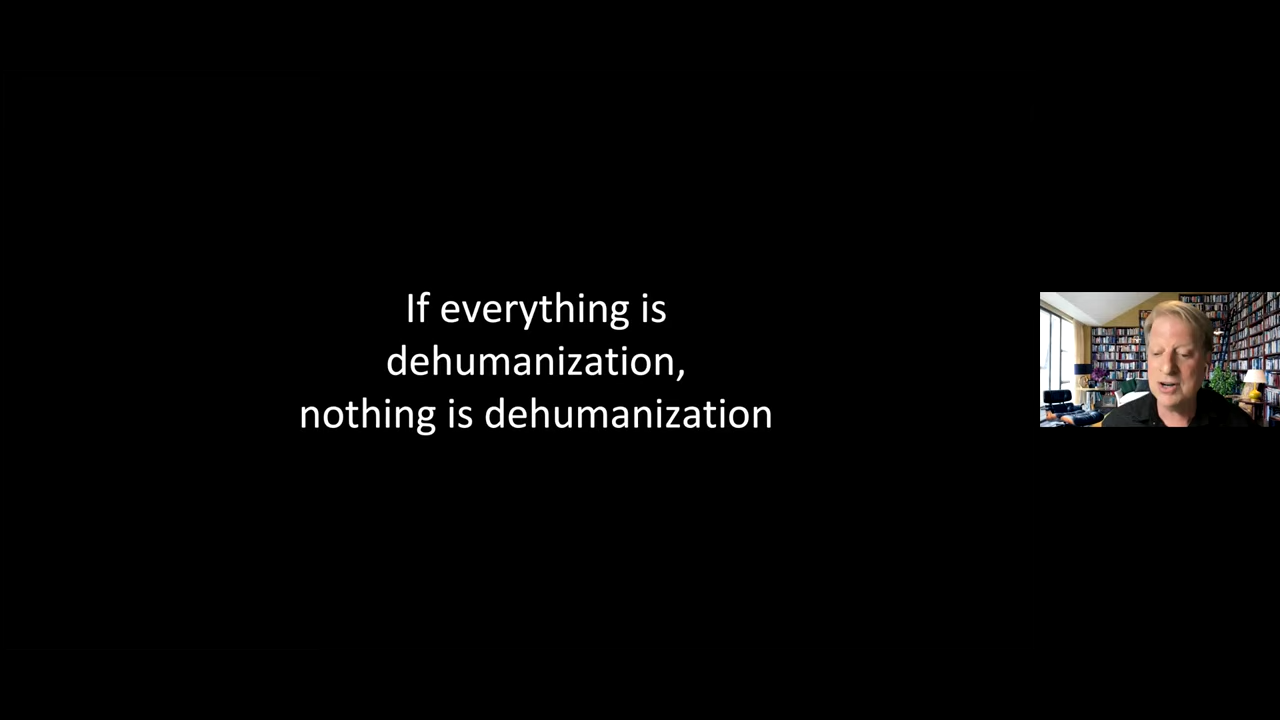 If everything is
dehumanization,
nothing is dehumanization